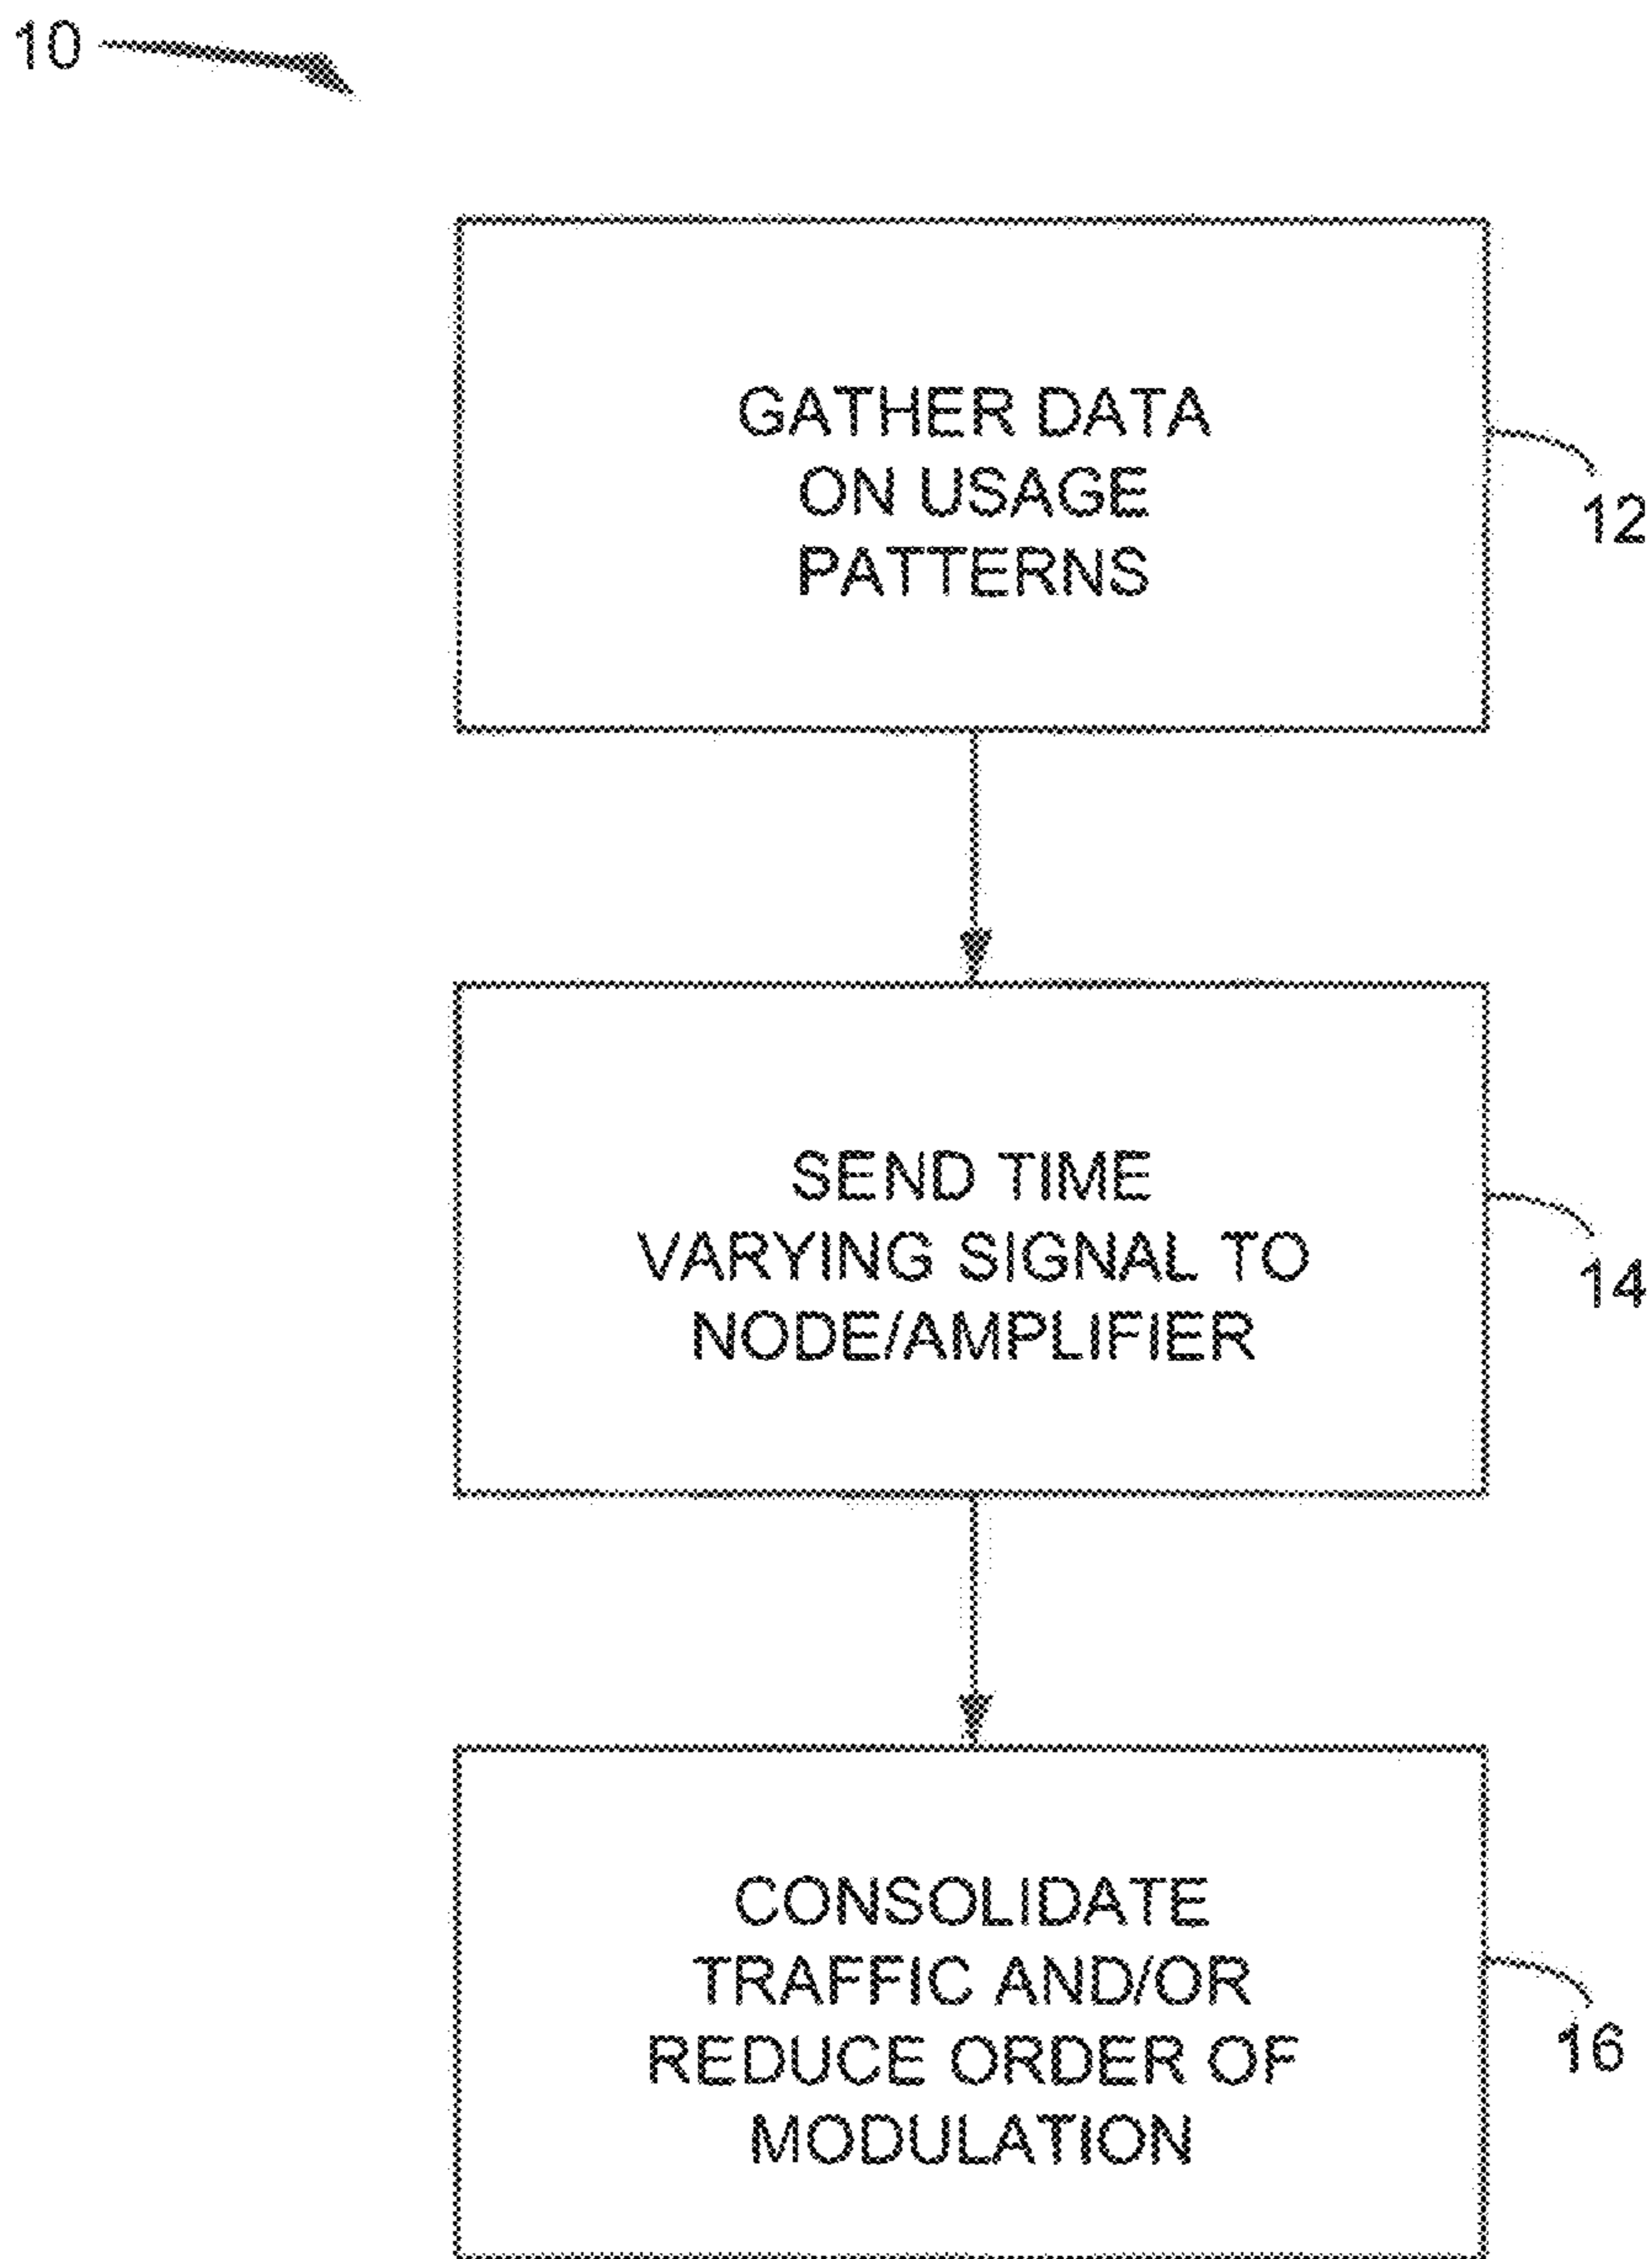 10
GATHER DATA
ON USAGE
PATTERNS
12
SEND TIME
VARYING SIGNAL TO
NODE/AMPLIFIER
14
CONSOLIDATE
TRAFFIC AND/OR
REDUCE ORDER OF
MODULATION
16